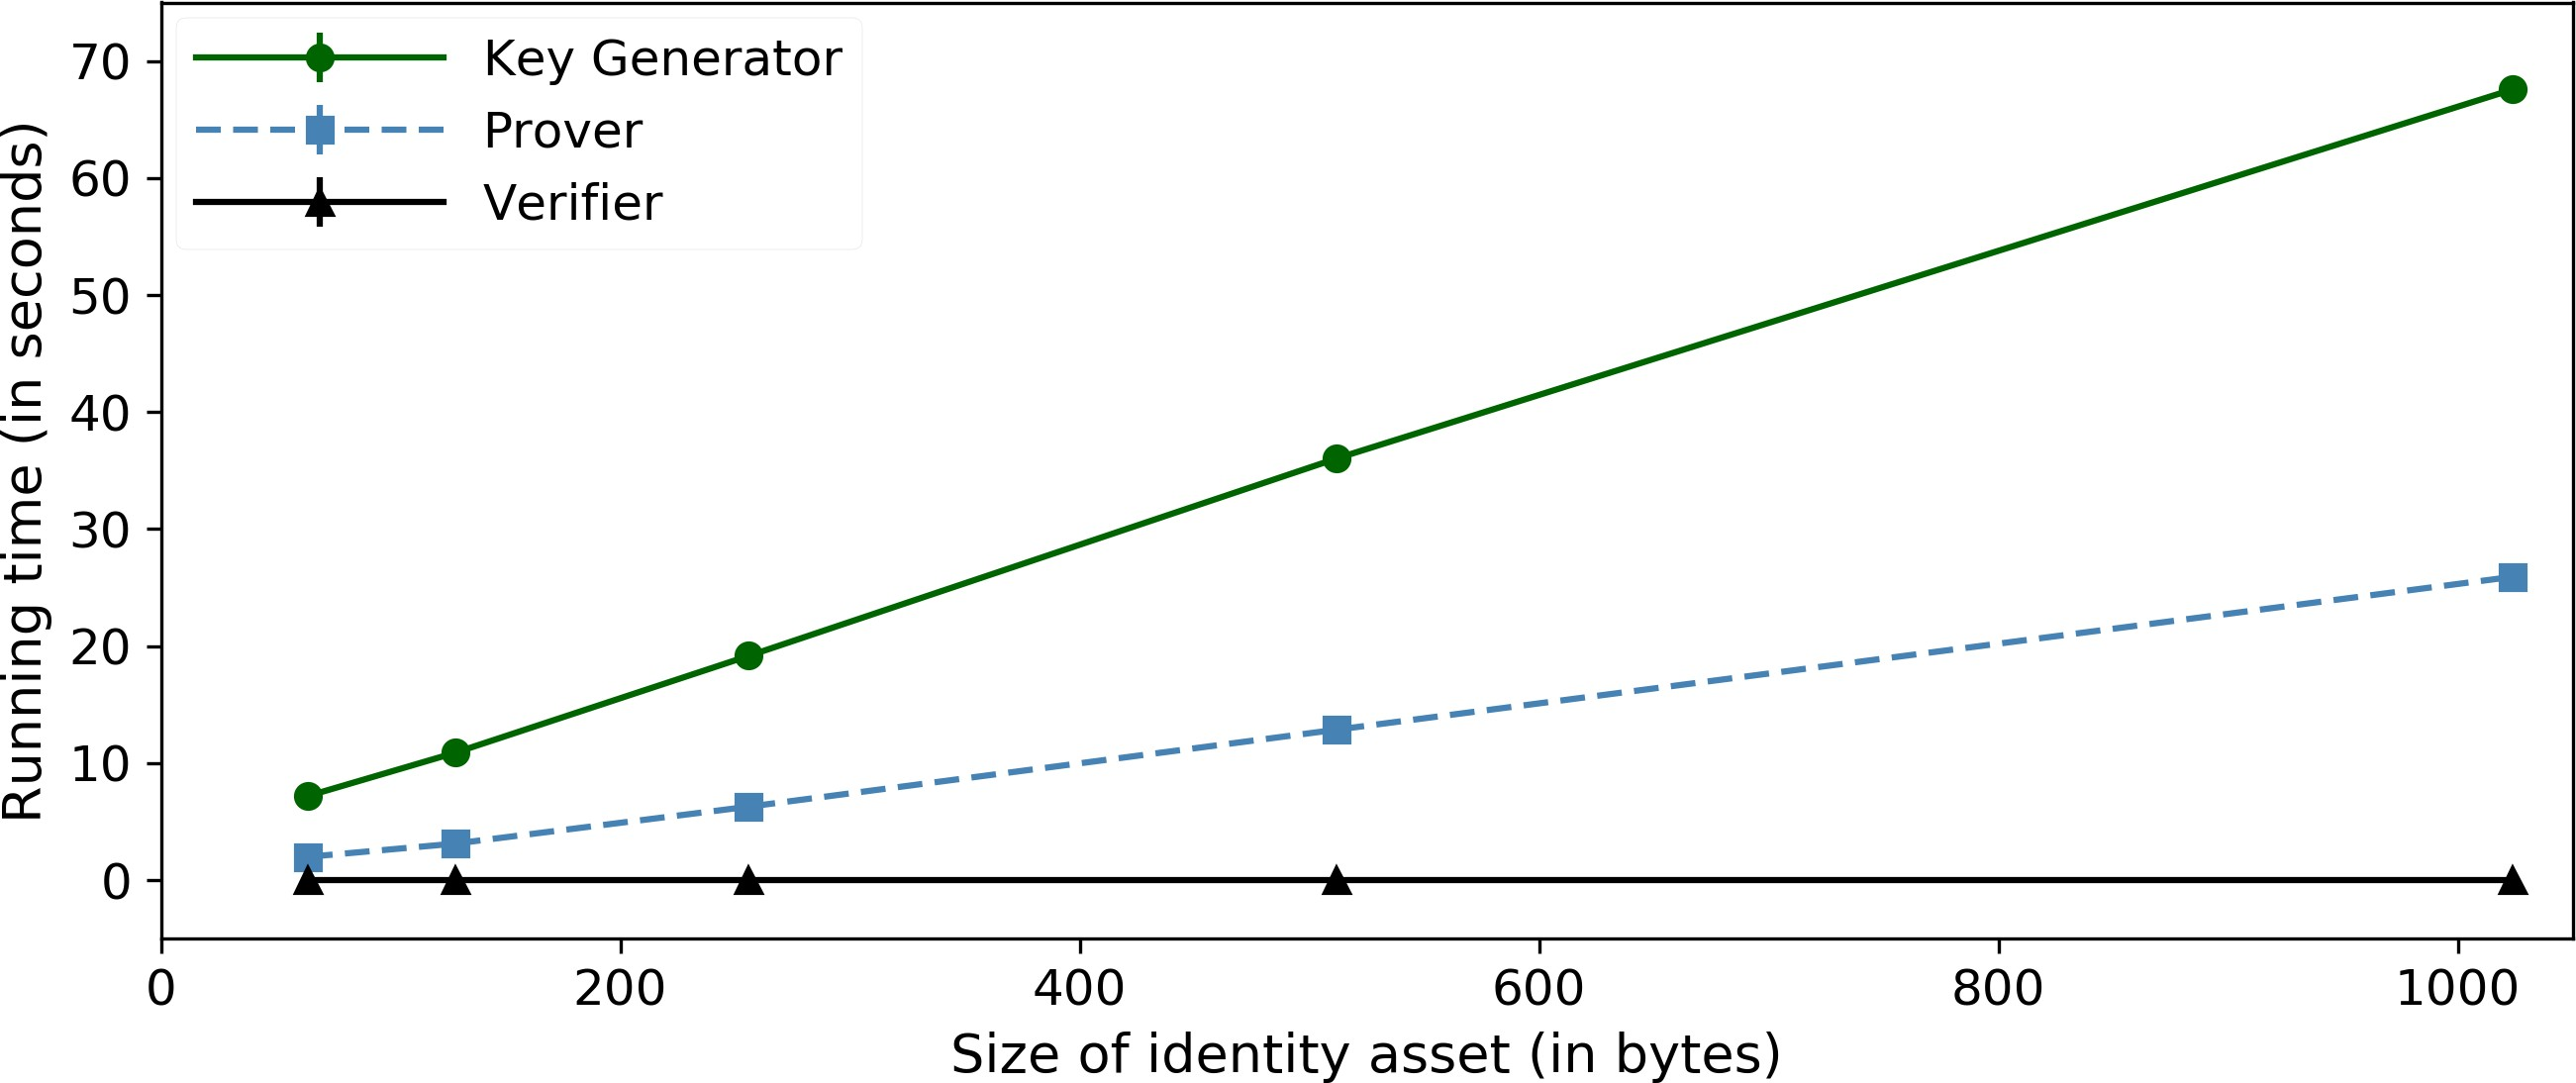 Running time (in seconds)
70
60
50
40
30
20
10
0
Key Generator
Prover
Verifier
0 200 400 600 800 1000
Size of identity asset (in bytes)